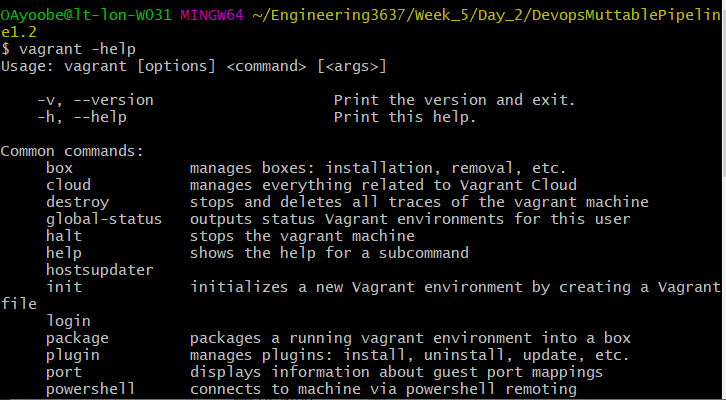 OAyoobe@lt-lon-WO31 MINGW64 ~/Engineering3637/Week_5/Day_2/DevopsMuttablePipelin
e1.2
$ vagrant -help
Usage: vagrant [options] <command> [<args>]
-v, --version Print the version and exit.
-h, --help Print this help.
Common commands:
box manages boxes: installation, removal, etc.
cloud manages everything related to Vagrant Cloud
destroy stops and deletes all traces of the vagrant machine
global-status outputs status Vagrant environments for this user
halt stops the vagrant machine
help shows the help for a subcommand
hostsupdater
init initializes a new Vagrant environment by creating a Vagrant
file
login
package packages a running vagrant environment into a box
plugin manages plugins: install, uninstall, update, etc.
port displays information about guest port mappings
powershell connects to machine via powershell remoting